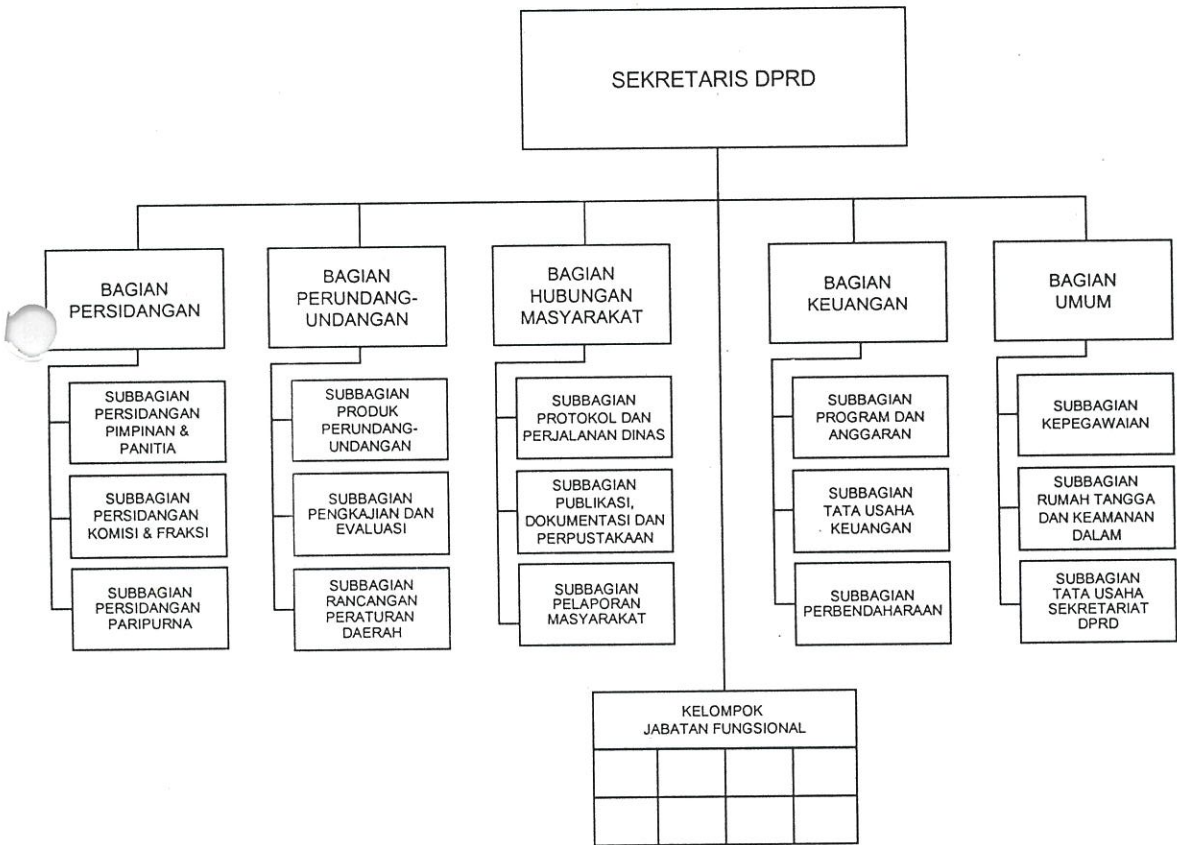 SEKRETARIS DPRD
BAGIAN
PERSIDANGAN
BAGIAN
PERUNDANG-
UNDANGAN
BAGIAN
HUBUNGAN
MASYARAKAT
BAGIAN
KEUANGAN
BAGIAN
UMUM
SUBBAGIAN
PERSIDANGAN
PIMPINAN &
PANITIA
SUBBAGIAN
PRODUK
PERUNDANG-
UNDANGAN
SUBBAGIAN
PROTOKOL DAN
PERJALANAN DINAS
SUBBAGIAN
PROGRAM DAN
ANGGARAN
SUBBAGIAN
KEPEGAWAIAN
SUBBAGIAN
PERSIDANGAN
KOMISI & FRAKSI
SUBBAGIAN
PENGKAJIAN DAN
EVALUASI
SUBBAGIAN
PUBLIKASI,
DOKUMENTASI DAN
PERPUSTAKAAN
SUBBAGIAN
TATA USAHA
KEUANGAN
SUBBAGIAN
RUMAH TANGGA
DAN KEAMANAN
DALAM
SUBBAGIAN
PERSIDANGAN
PARIPURNA
SUBBAGIAN
RANCANGAN
PERATURAN
DAERAH
SUBBAGIAN
PELAPORAN
MASYARAKAT
SUBBAGIAN
PERBENDAHARAAN
SUBBAGIAN
TATA USAHA
SEKRETARIAT
DPRD
KELOMPOK
JABATAN FUNGSIONAL